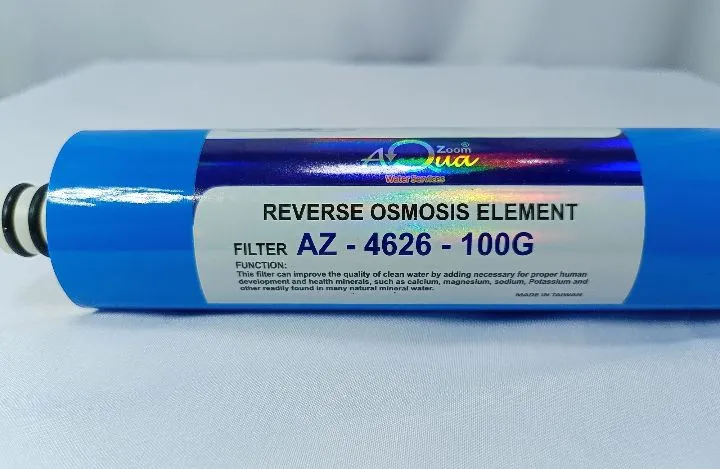 Zoom®
AQua
Water Services
REVERSE OSMOSIS ELEMENT
FILTER AZ - 4626 - 100G
FUNCTION:
This filter can improve the quality of clean water by adding necessary for proper human
development and health minerals, such as calcium, magnesium, sodium, Potassium and
other readily found in many natural mineral water.
MADE IN TAIWAN